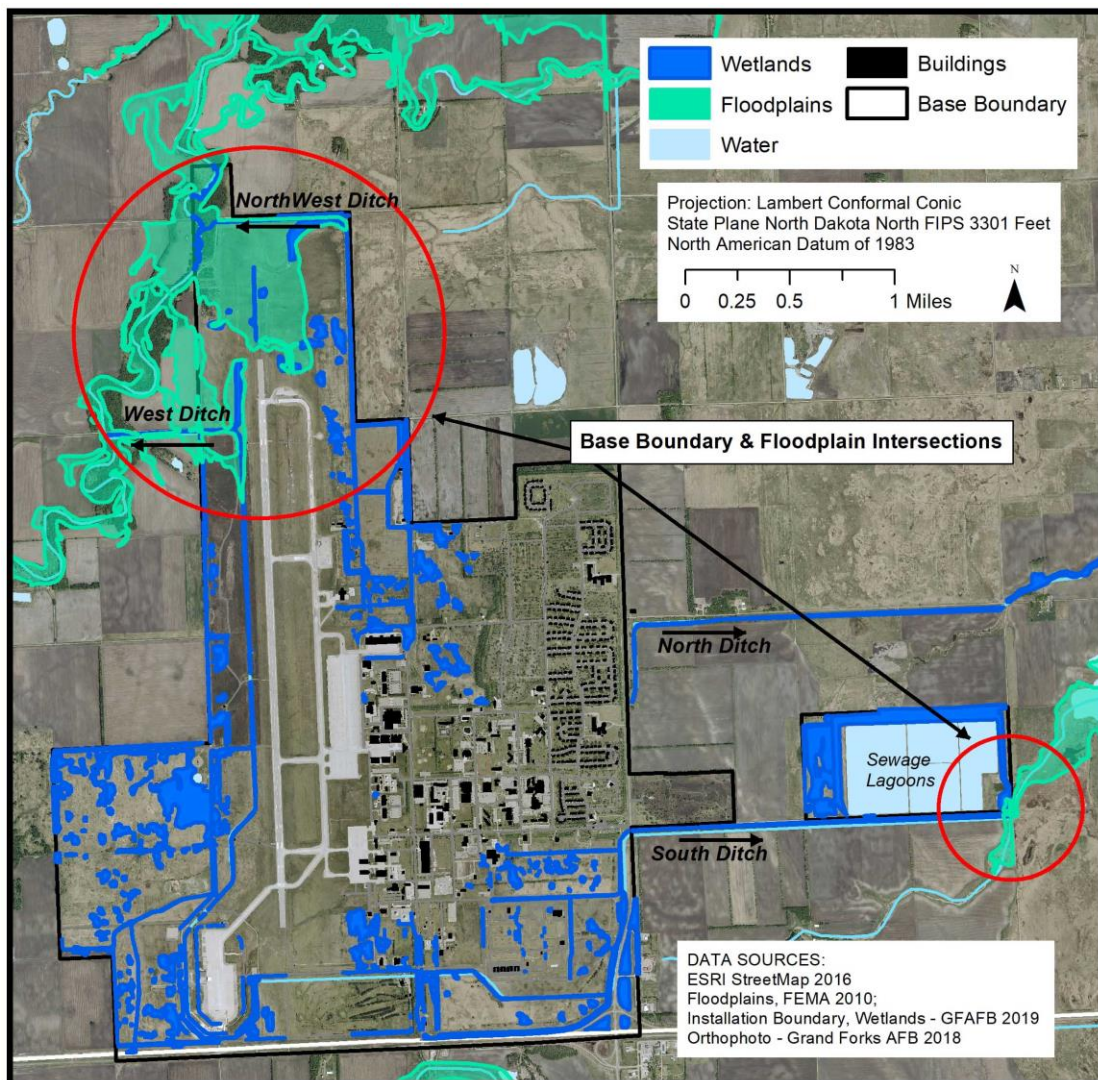 Wetlands
Buildings
Floodplains
Base Boundary
Water
Projection: Lambert Conformal Conic
State Plane North Dakota North FIPS 3301 Feet
North American Datum of 1983
0 0.25 0.5 1 Miles
N
NorthWest Ditch
West Ditch
Base Boundary & Floodplain Intersections
North Ditch
Sewage
Lagoons
South Ditch
DATA SOURCES:
ESRI StreetMap 2016
Floodplains, FEMA 2010;
Installation Boundary, Wetlands - GFAFB 2019
Orthophoto - Grand Forks AFB 2018